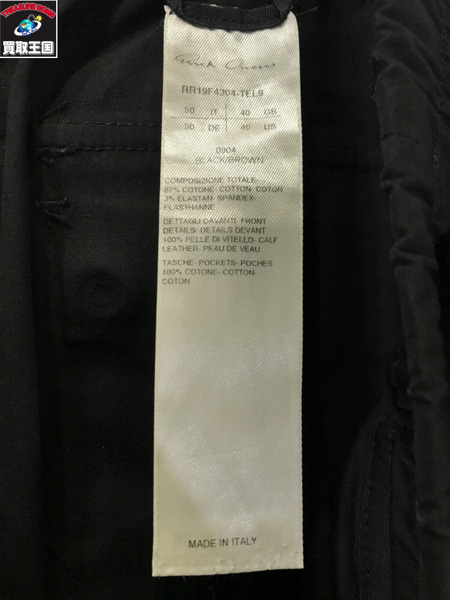 TREASURE MARKET
買取王国
Rick Owens
RR19F4304-TEL9
50 IT 40 GB
50 DE 40 US
0904
BLACK/BROWN
COMPOSIZIONE TOTALE-
97% COTONE- COTTON- COTON
3% ELASTAN- SPANDEX-
ELASTHANNE
DETTAGLI DAVANTI- FRONT
DETAILS- DETAILS DEVANT
100% PELLE DI VITELLO- CALF
LEATHER- PEAU DE VEAU
TASCHE- POCKETS- POCHES
100% COTONE- COTTON-
COTON
MADE IN ITALY